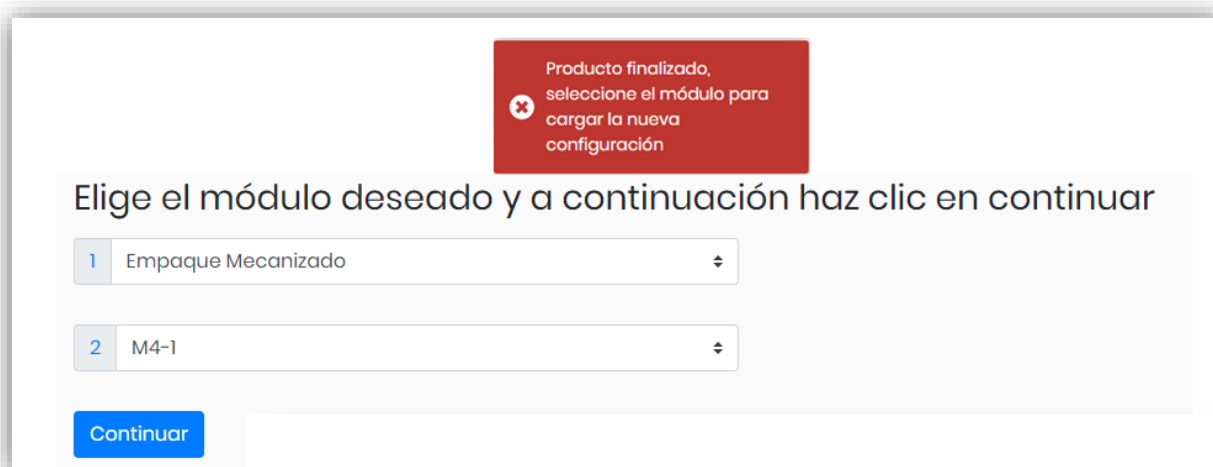 Producto finalizado,
seleccione el módulo para
cargar la nueva
configuración
Elige el módulo deseado y a continuación haz clic en continuar
1 Empaque Mecanizado
2 M4-1
Continuar